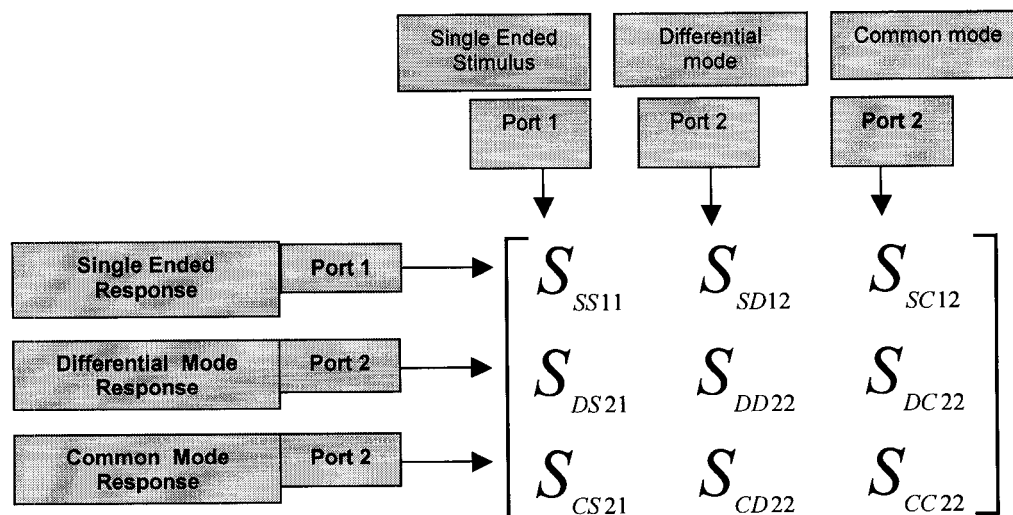 Single Ended
Stimulus
Differential
mode
Common mode
Port 1
Port 2
Port 2
Single Ended
Response
Port 1
S SS11
S SD12
S SC12
Differential Mode
Response
Port 2
S DS21
S DD22
S DC22
Common Mode
Response
Port 2
S CS21
S CD22
S CC22